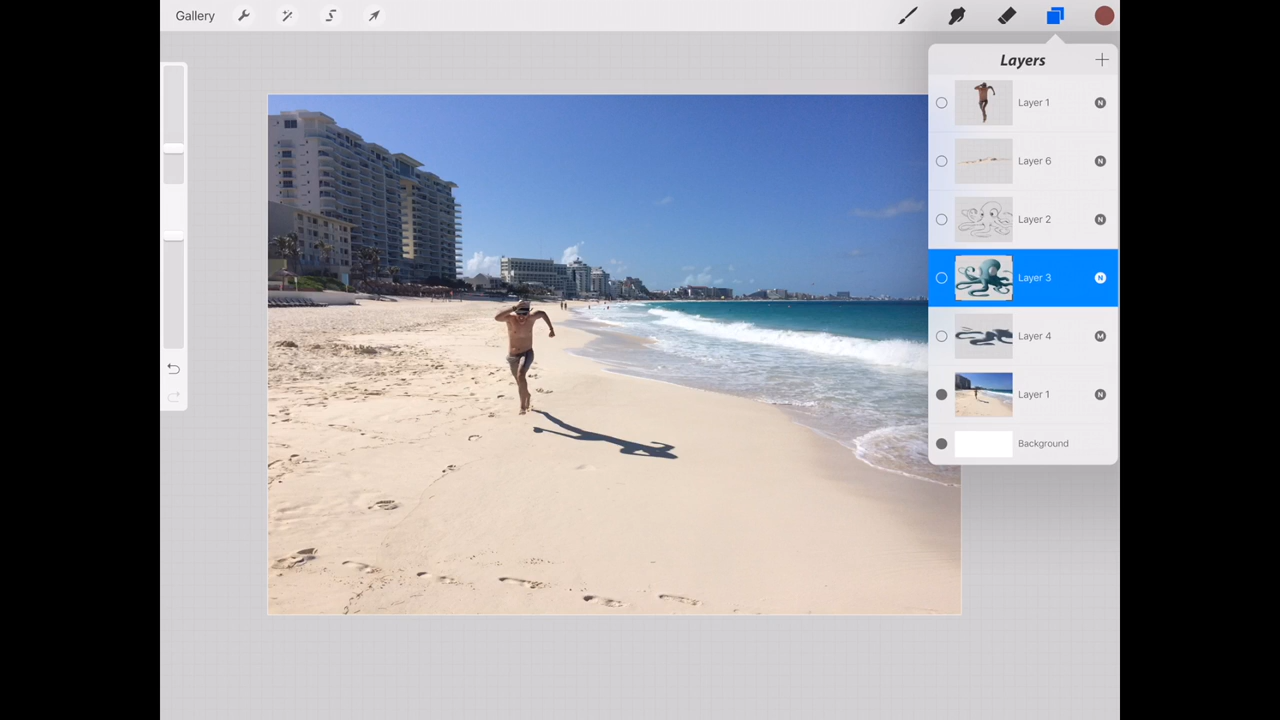 Gallery
Layers
Layer 1
N
Layer 6
N
Layer 2
N
Layer 3
N
Layer 4
M
Layer 1
N
Background